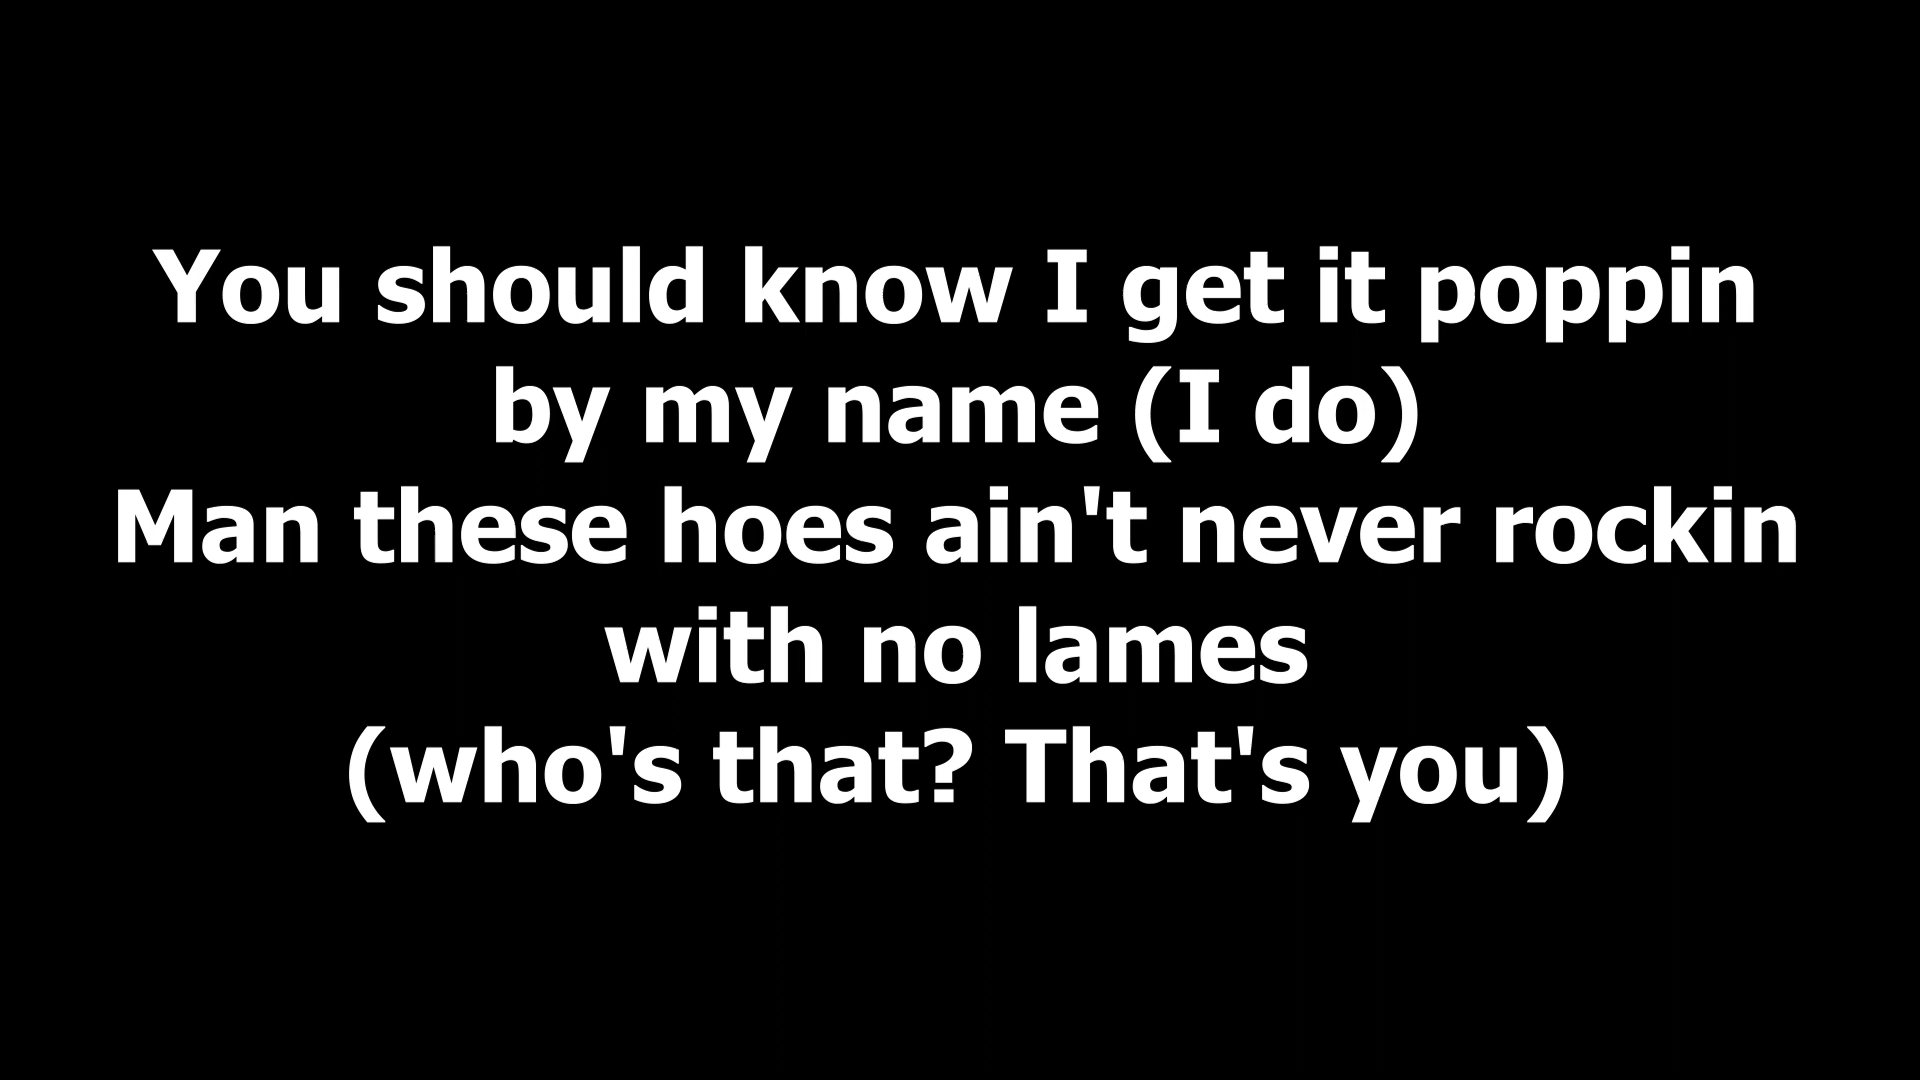 You should know I get it poppin
by my name (I do)
Man these hoes ain't never rockin
with no lames
(who's that? That's you)